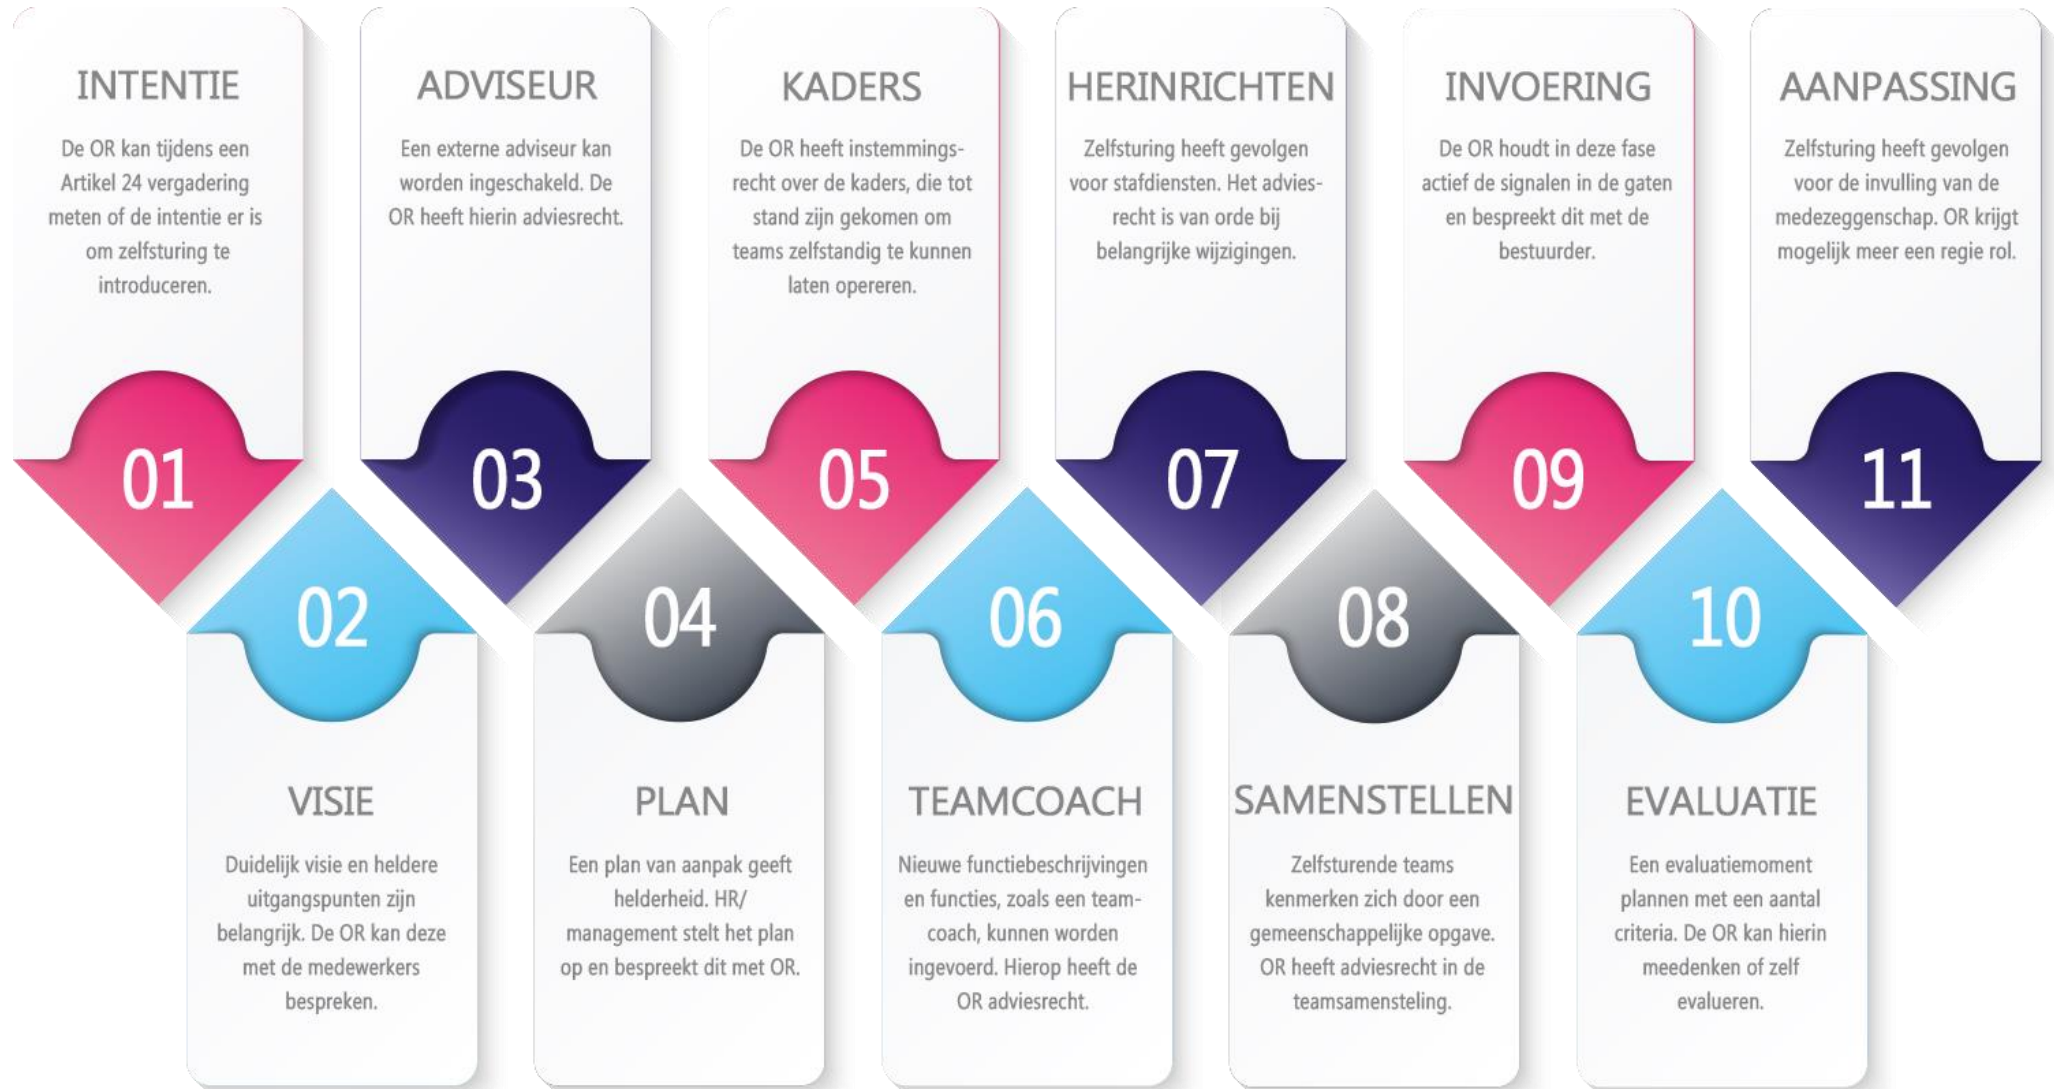 INTENTIE
De OR kan tijdens een
Artikel 24 vergadering
meten of de intentie er is
om zelfsturing te
introduceren.
01
02
VISIE
Duidelijk visie en heldere
uitgangspunten zijn
belangrijk. De OR kan deze
met de medewerkers
bespreken.
ADVISEUR
Een externe adviseur kan
worden ingeschakeld. De
OR heeft hierin adviesrecht.
03
04
PLAN
Een plan van aanpak geeft
helderheid. HR/
management stelt het plan
op en bespreekt dit met OR.
KADERS
De OR heeft instemmings-
recht over de kaders, die tot
stand zijn gekomen om
teams zelfstandig te kunnen
laten opereren.
05
06
TEAMCOACH
Nieuwe functiebeschrijvingen
en functies, zoals een team-
coach, kunnen worden
ingevoerd. Hierop heeft de
OR adviesrecht.
HERINRICHTEN
Zelfsturing heeft gevolgen
voor stafdiensten. Het advies-
recht is van orde bij
belangrijke wijzigingen.
07
08
SAMENSTELLEN
Zelfsturende teams
kenmerken zich door een
gemeenschappelijke opgave.
OR heeft adviesrecht in de
teamsamensteling.
INVOERING
De OR houdt in deze fase
actief de signalen in de gaten
en bespreekt dit met de
bestuurder.
09
10
EVALUATIE
Een evaluatiemoment
plannen met een aantal
criteria. De OR kan hierin
meedenken of zelf
evalueren.
AANPASSING
Zelfsturing heeft gevolgen
voor de invulling van de
medezeggenschap. OR krijgt
mogelijk meer een regie rol.
11